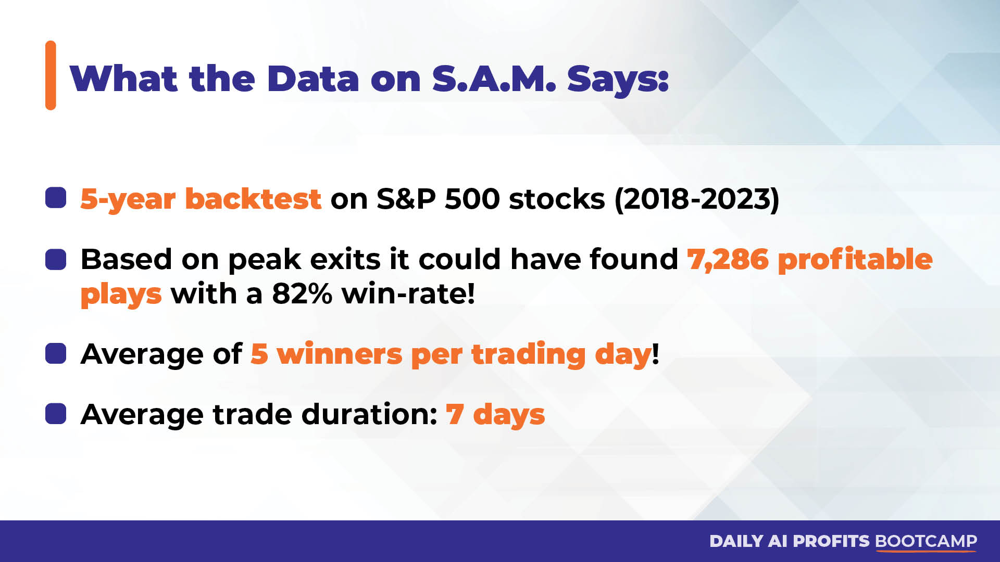 What the Data on S.A.M. Says:
5-year backtest on S&P 500 stocks (2018-2023)
Based on peak exits it could have found 7,286 profitable
plays with a 82% win-rate!
Average of 5 winners per trading day!
Average trade duration: 7 days
DAILY AI PROFITS BOOTCAMP